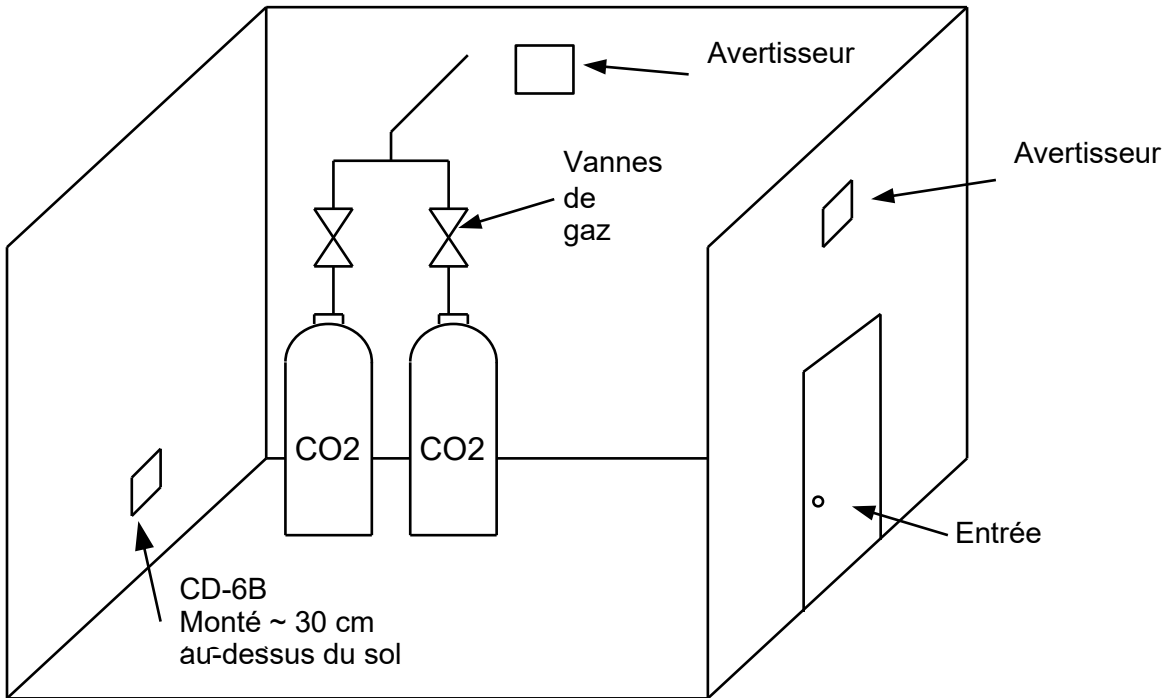 Avertisseur
Avertisseur
Vannes
de
gaz
CO2
CO2
Entrée
CD-6B
Monté ~ 30 cm
au-dessus du sol